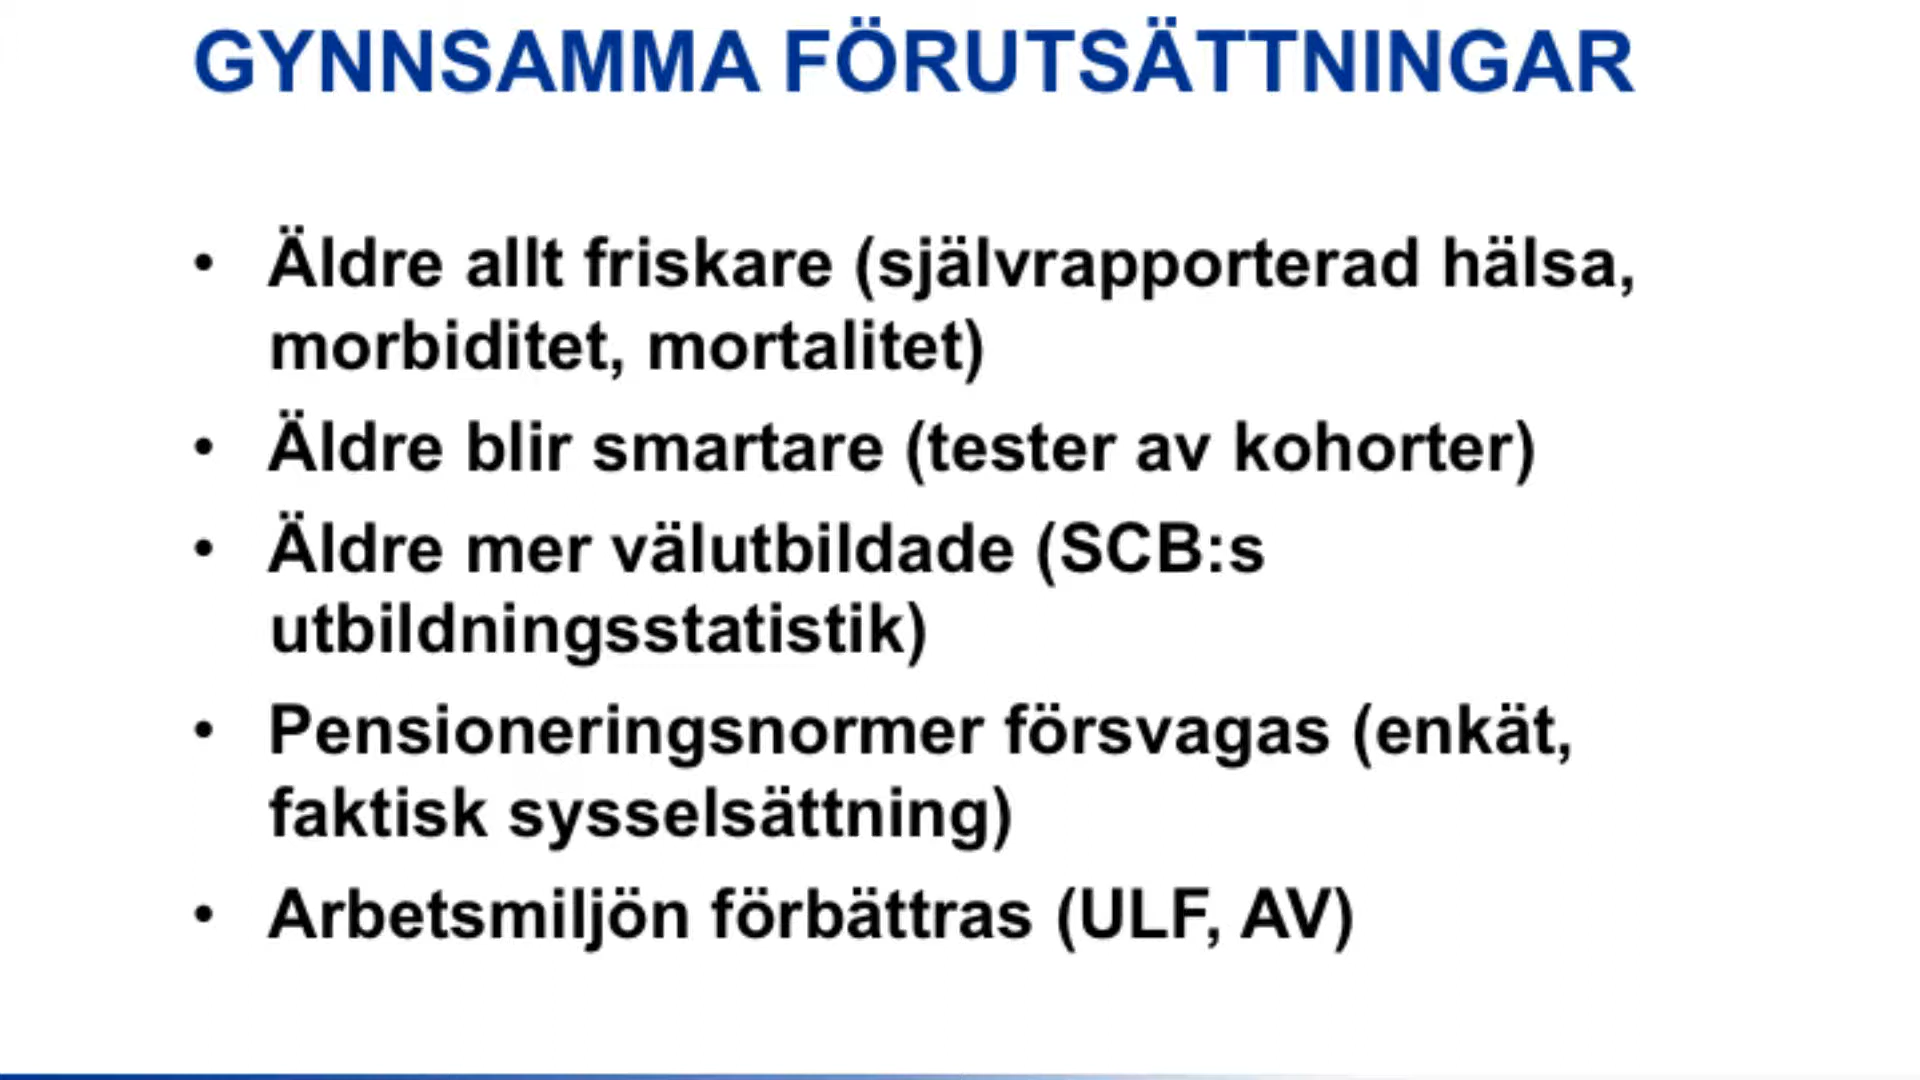 GYNNSAMMA FÖRUTSÄTTNINGAR
• Äldre allt friskare (självrapporterad hälsa,
morbiditet, mortalitet)
• Äldre blir smartare (tester av kohorter)
• Äldre mer välutbildade (SCB:s
utbildningsstatistik)
• Pensioneringsnormer försvagas (enkät,
faktisk sysselsättning)
• Arbetsmiljön förbättras (ULF, AV)